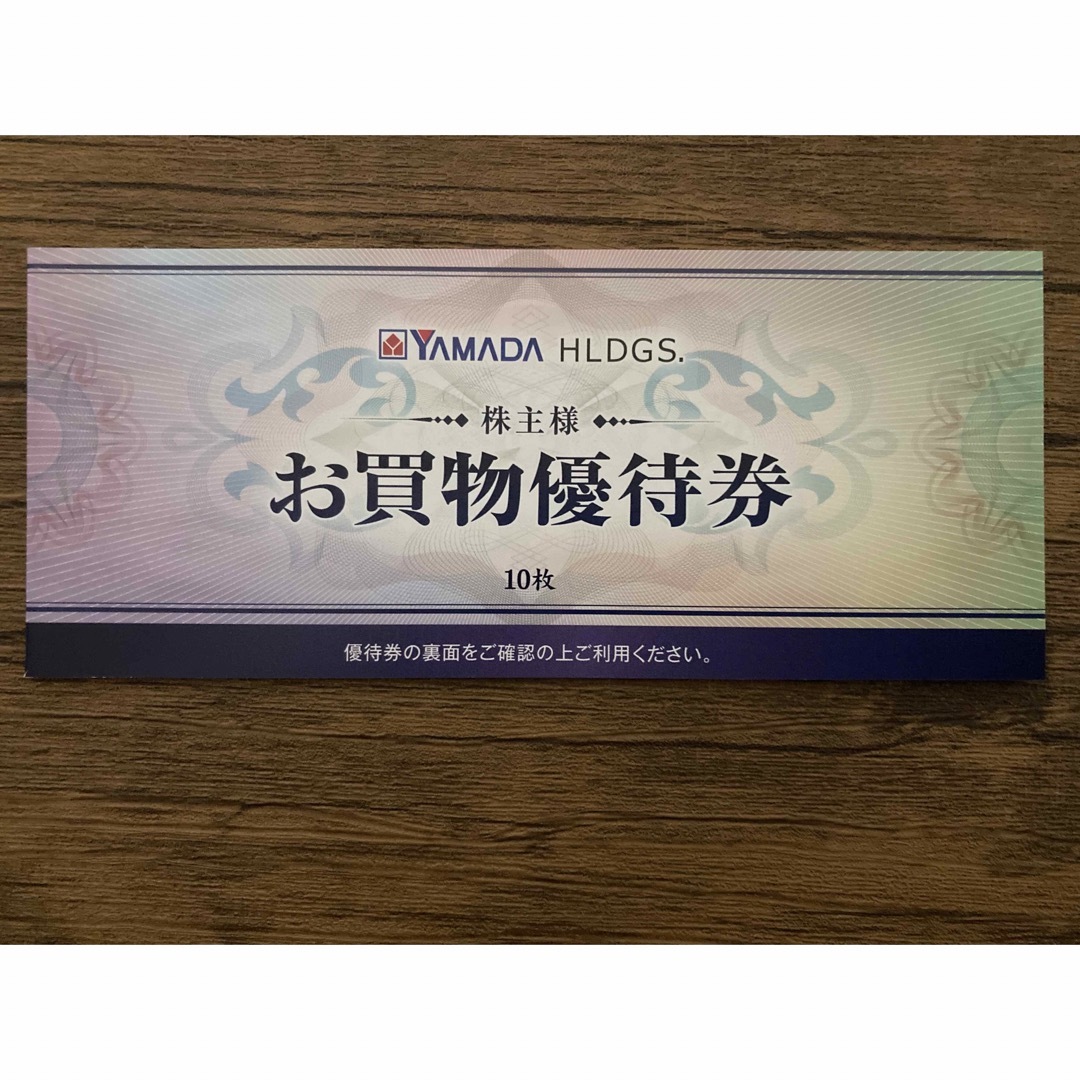 YAMADA HLDGS.
株主様
お買物優待券
10枚
優待券の裏面をご確認の上ご利用ください。